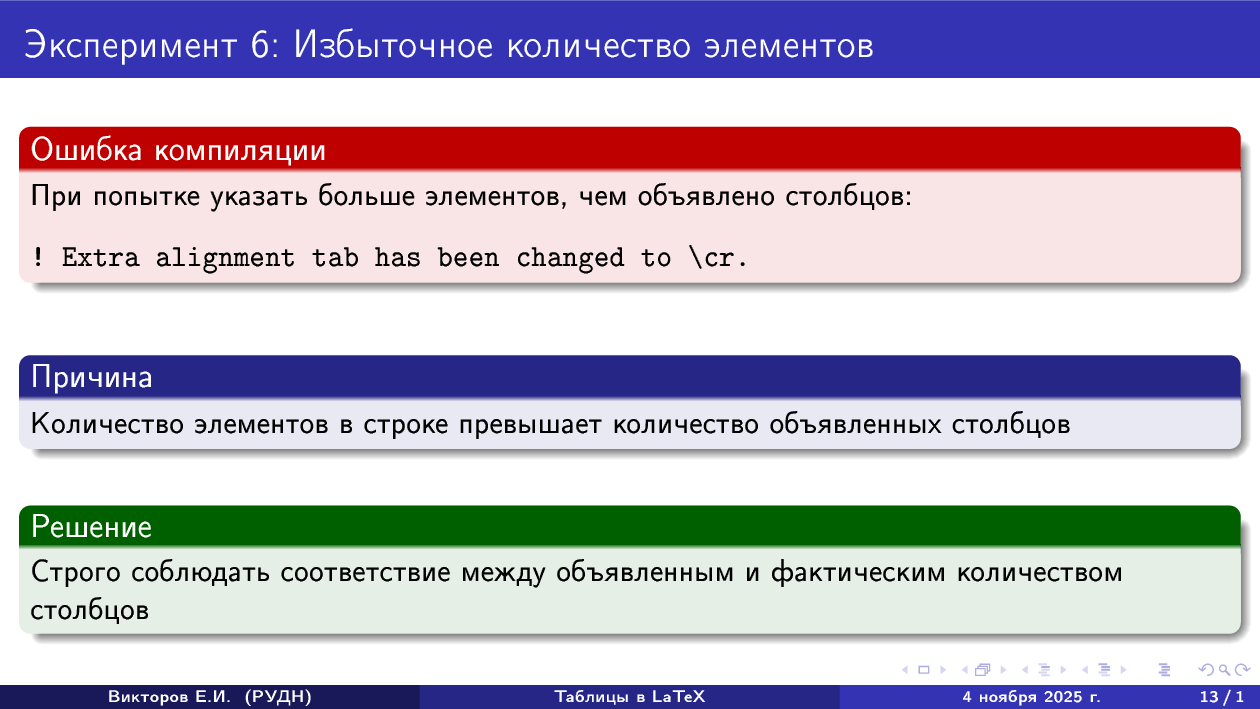 Эксперимент 6: Избыточное количество элементов
Ошибка компиляции
При попытке указать больше элементов, чем объявлено столбцов:
! Extra alignment tab has been changed to \cr.
Причина
Количество элементов в строке превышает количество объявленных столбцов
Решение
Строго соблюдать соответствие между объявленным и фактическим количеством
столбцов
Викторов Е.И. (РУДН)
Таблицы в LaTeX
4 ноября 2025 г.
13 / 1